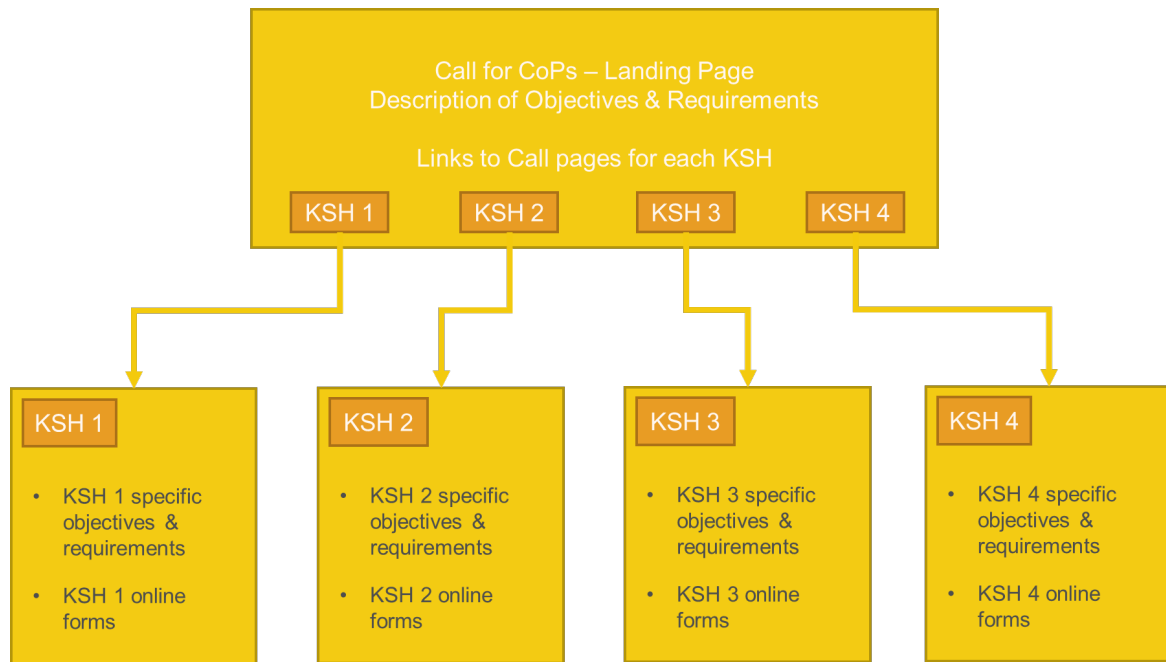 Call for CoPs – Landing Page
Description of Objectives & Requirements
Links to Call pages for each KSH
KSH 1
KSH 2
KSH 3
KSH 4
KSH 1
• KSH 1 specific
objectives &
requirements
• KSH 1 online
forms
KSH 2
• KSH 2 specific
objectives &
requirements
• KSH 2 online
forms
KSH 3
• KSH 3 specific
objectives &
requirements
• KSH 3 online
forms
KSH 4
• KSH 4 specific
objectives &
requirements
• KSH 4 online
forms